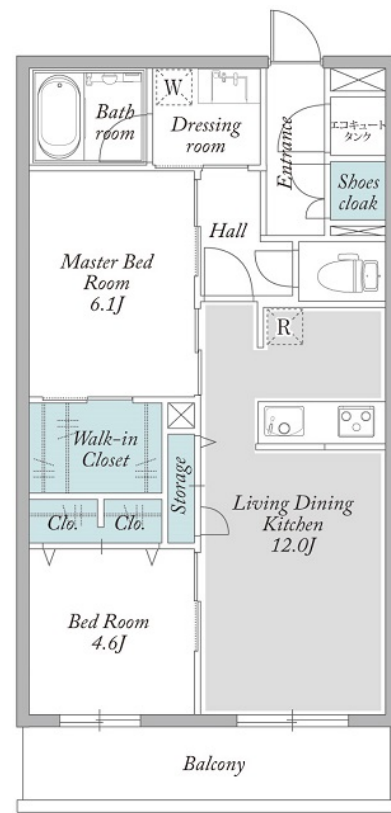 Bath
room
W
Dressing
room
Entrance
エコキュート
タンク
Shoes
cloak
Hall
Master Bed
Room
6.1J
R
Walk-in
Closet
Storage
Clo.
Clo.
Living Dining
Kitchen
12.0J
Bed Room
4.6J
Balcony